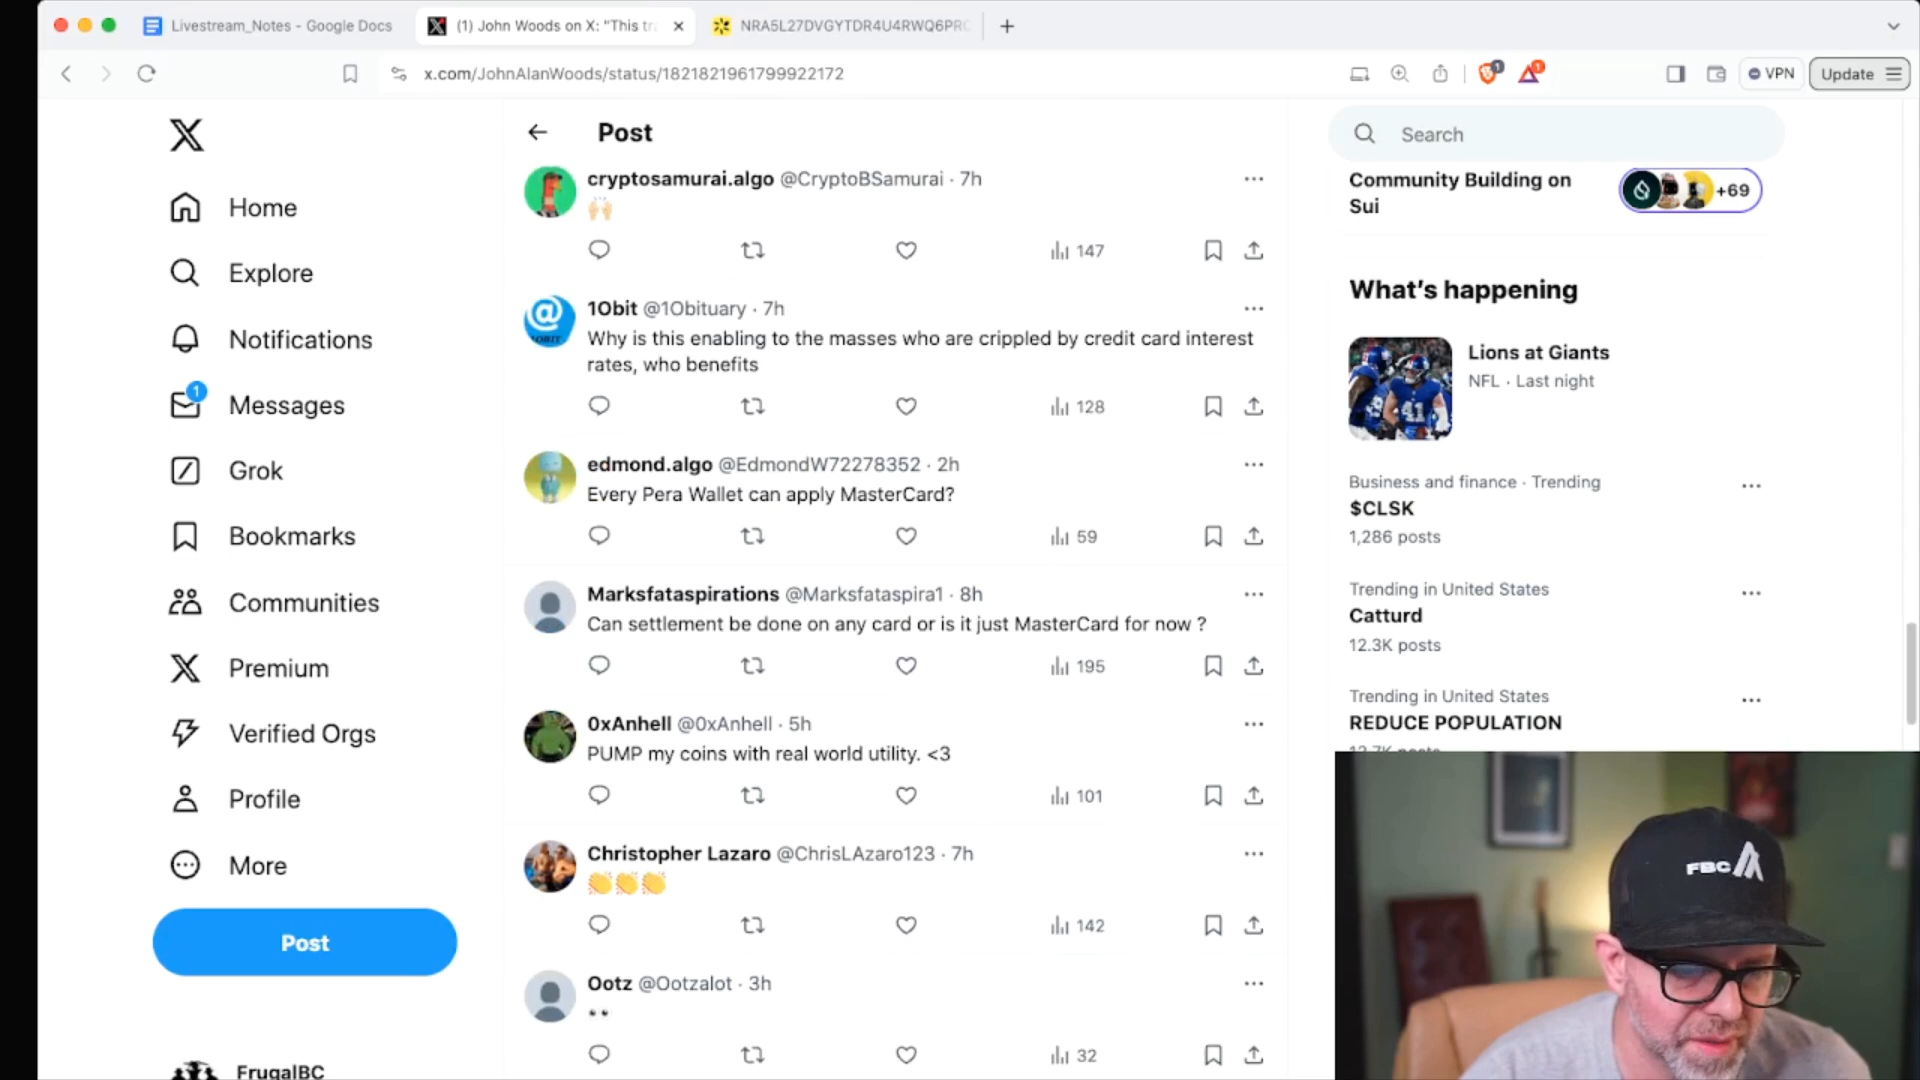 Livestream_Notes - Google Docs
(1) John Woods on X: "This tra
NRA5L27DVGYTDR4U4RWQ6PRC
x.com/JohnAlanWoods/status/1821821961799922172
1
1
VPN
Update
Home
Explore
Notifications
1
Messages
Grok
Bookmarks
Communities
Premium
Verified Orgs
Profile
More
Post
FrugalBC
Post
cryptosamurai.algo @CryptoBSamurai · 7h
🙌🏻
147
1Obit @1Obituary · 7h
Why is this enabling to the masses who are crippled by credit card interest
rates, who benefits
128
edmond.algo @EdmondW72278352 · 2h
Every Pera Wallet can apply MasterCard?
59
Marksfataspirations @Marksfataspira1 · 8h
Can settlement be done on any card or is it just MasterCard for now ?
195
0xAnhell @0xAnhell · 5h
PUMP my coins with real world utility. <3
101
Christopher Lazaro @ChrisLAzaro123 · 7h
👏👏👏
142
Ootz @Ootzalot · 3h
👀
32
Search
Community Building on
Sui
+69
What's happening
Lions at Giants
NFL · Last night
41
Business and finance · Trending
$CLSK
1,286 posts
Trending in United States
Catturd
12.3K posts
Trending in United States
REDUCE POPULATION
FBC